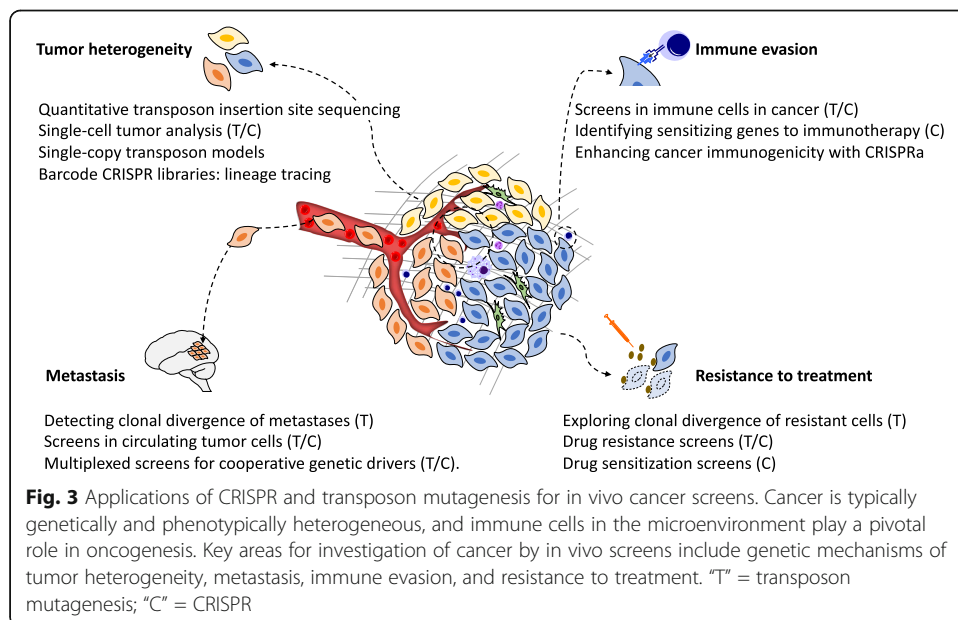 Tumor heterogeneity
Quantitative transposon insertion site sequencing
Single-cell tumor analysis (T/C)
Single-copy transposon models
Barcode CRISPR libraries: lineage tracing
Immune evasion
Screens in immune cells in cancer (T/C)
Identifying sensitizing genes to immunotherapy (C)
Enhancing cancer immunogenicity with CRISPRa
Metastasis
Detecting clonal divergence of metastases (T)
Screens in circulating tumor cells (T/C)
Multiplexed screens for cooperative genetic drivers (T/C).
Resistance to treatment
Exploring clonal divergence of resistant cells (T)
Drug resistance screens (T/C)
Drug sensitization screens (C)
Fig. 3 Applications of CRISPR and transposon mutagenesis for in vivo cancer screens. Cancer is typically
genetically and phenotypically heterogeneous, and immune cells in the microenvironment play a pivotal
role in oncogenesis. Key areas for investigation of cancer by in vivo screens include genetic mechanisms of
tumor heterogeneity, metastasis, immune evasion, and resistance to treatment. “T” = transposon
mutagenesis; “C” = CRISPR